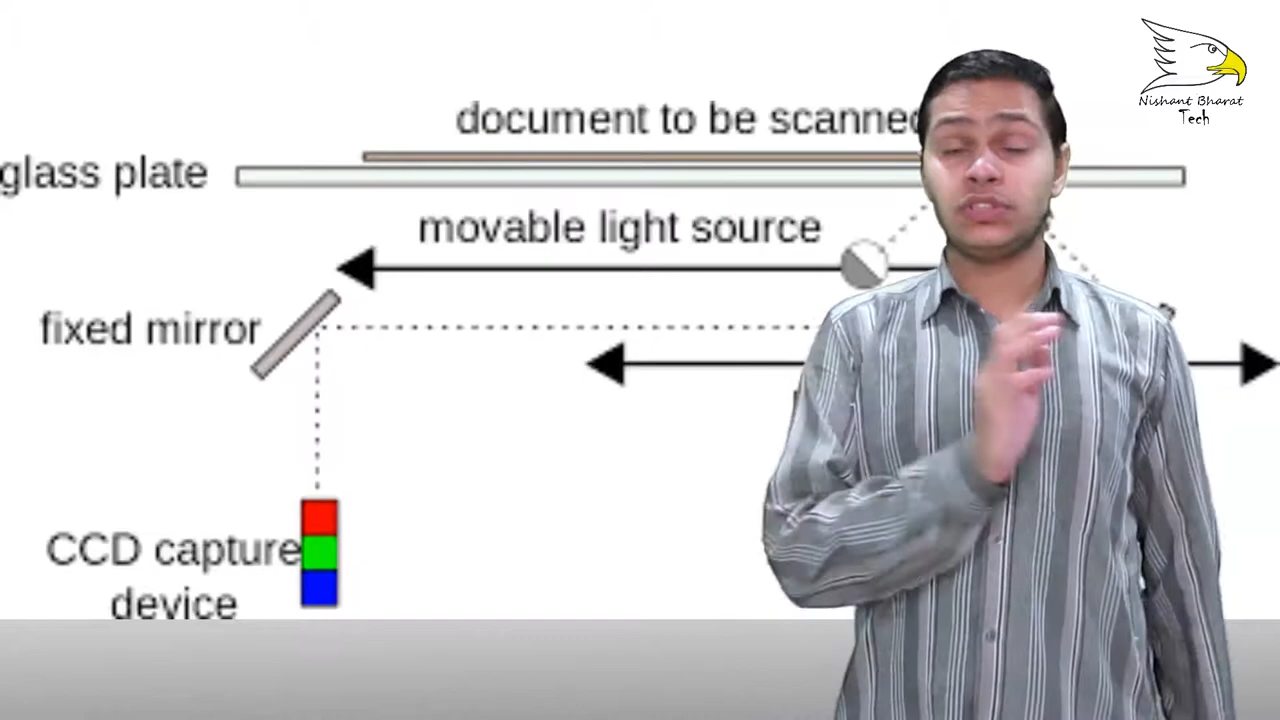 Nishant Bharat
Tech
document to be scanned
glass plate
movable light source
fixed mirror
CCD capture
device